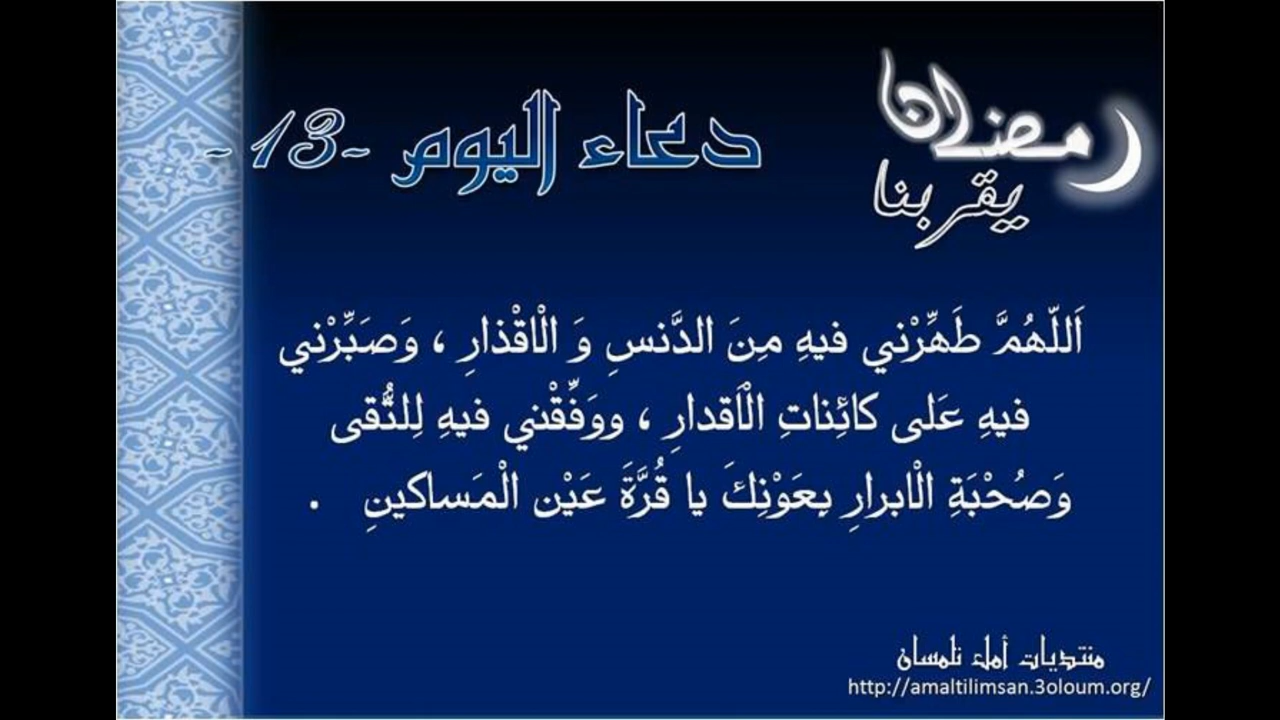 رمضان
يقربنا
دعاء اليوم -13-
اَللّهُمَّ طَهِّرْني فيهِ مِنَ الدَّنسِ وَ الْاقْذارِ ، وَصَبِّرْني
فيهِ عَلى كائِناتِ الْاَقدارِ ، ووَفِّقْني فيهِ لِلتُّقى
وَصُحْبَةِ الْابرارِ بِعَوْنِكَ يا قُرَّةَ عَيْن الْمَساكينِ .
منتديات أمل تلمسان
http://amaltilimsan.3oloum.org/